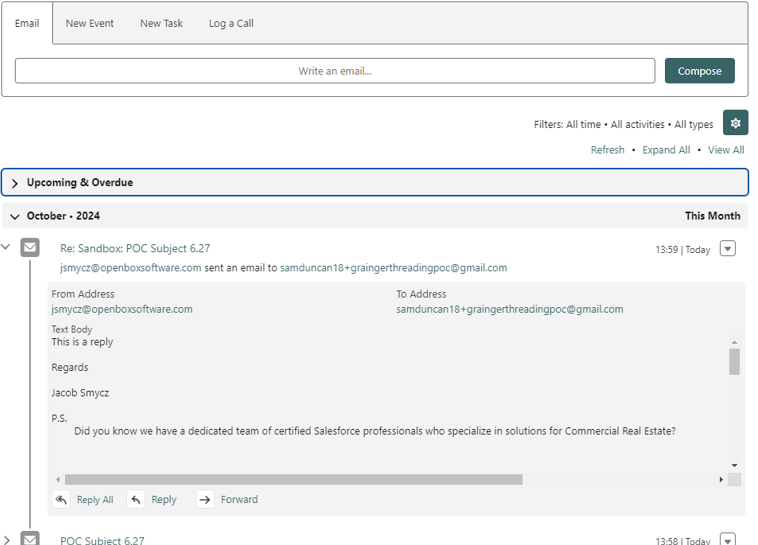 Email New Event New Task Log a Call
Write an email...
Compose
Filters: All time • All activities • All types
Refresh • Expand All • View All
Upcoming & Overdue
October • 2024 This Month
Re: Sandbox: POC Subject 6.27 13:59 | Today
jsmycz@openboxsoftware.com sent an email to samduncan18+graingerthreadingpoc@gmail.com
From Address To Address
jsmycz@openboxsoftware.com samduncan18+graingerthreadingpoc@gmail.com
Text Body
This is a reply
Regards
Jacob Smycz
P.S.
Did you know we have a dedicated team of certified Salesforce professionals who specialize in solutions for Commercial Real Estate?
Reply All Reply Forward
POC Subject 6.27 13:58 | Today